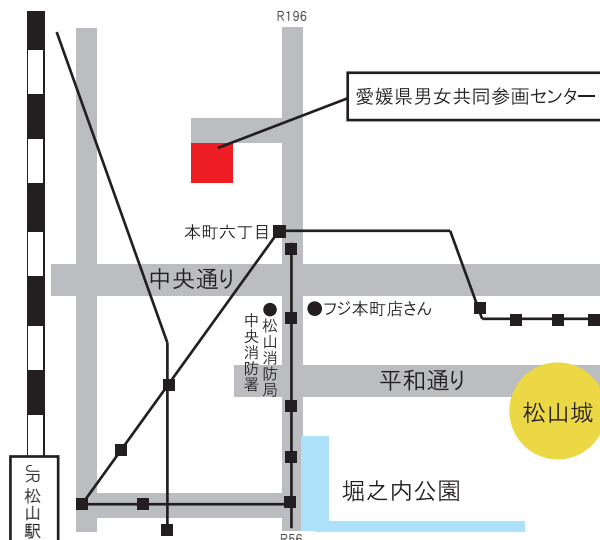 R196
愛媛県男女共同参画センター
本町六丁目
中央通り
フジ本町店さん
松山消防局
中央消防署
平和通り
松山城
堀之内公園
JR松山駅
R56